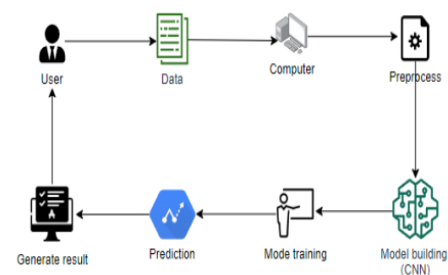 User
Data
Computer
Preprocess
Generate result
Prediction
Mode training
Model building
(CNN)